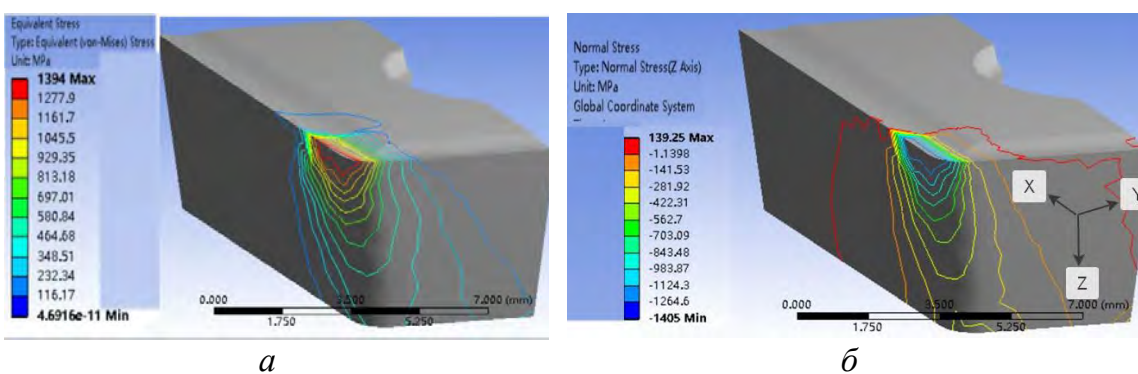 Equivalent Stress
Type: Equivalent (von-Mises) Stress
Unit: MPa
1394 Max
1277.9
1161.7
1045.5
929.35
813.18
697.01
580.84
464.68
348.51
232.34
116.17
4.6916e-11 Min
0.000
7.000 (mm)
1.750
5.250
а
Normal Stress
Type: Normal Stress(Z Axis)
Unit: MPa
Global Coordinate System
139.25 Max
-1.1398
-141.53
-281.92
-422.31
-562.7
-703.09
-843.48
-983.87
-1124.3
-1264.6
-1405 Min
X
Y
Z
0.000
3.500
7.000 (mm)
1.750
5.250
б